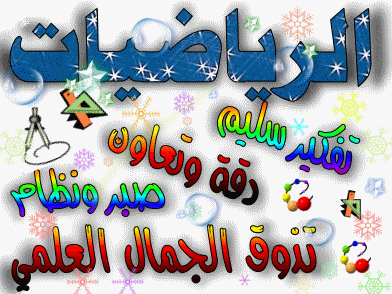 الرياضيات
تفكير سليم
دقة وتعاون
صبر ونظام
تذوق الجمال العلمي